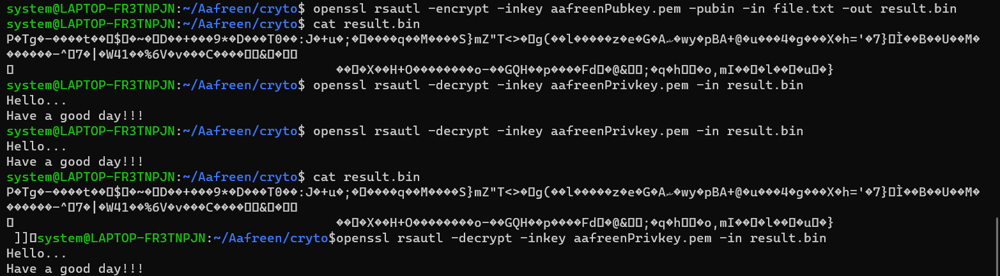 system@LAPTOP-FR3TNPJN:~/Aafreen/cryto$ openssl rsautl -encrypt -inkey aafreenPubkey.pem -pubin -in file.txt -out result.bin
system@LAPTOP-FR3TNPJN:~/Aafreen/cryto$ cat result.bin
P�Tg�-����t��▯$▯�~�▯D��+���9*�D���T0��:J�+u�;�▯����q��M����S}mZ"T<>�▯g(��l�����z�e�G�A�wy�pBA+@�u���4�g���X�h='�7}▯Ì��B��U��M�
������-^▯7�|�W41��%6V�v���C����▯▯&▯�▯▯
▯ ��▯�X��H+O��������o-��GQH��p����Fd▯�@&▯▯;�q�h▯▯�o,mI��▯�l��▯�u▯�}
system@LAPTOP-FR3TNPJN:~/Aafreen/cryto$ openssl rsautl -decrypt -inkey aafreenPrivkey.pem -in result.bin
Hello...
Have a good day!!!
system@LAPTOP-FR3TNPJN:~/Aafreen/cryto$ openssl rsautl -decrypt -inkey aafreenPrivkey.pem -in result.bin
Hello...
Have a good day!!!
system@LAPTOP-FR3TNPJN:~/Aafreen/cryto$ cat result.bin
P�Tg�-����t��▯$▯�~�▯D��+���9*�D���T0��:J�+u�;�▯����q��M����S}mZ"T<>�▯g(��l�����z�e�G�A�wy�pBA+@�u���4�g���X�h='�7}▯Ì��B��U��M�
������-^▯7�|�W41��%6V�v���C����▯▯&▯�▯▯
▯ ��▯�X��H+O��������o-��GQH��p����Fd▯�@&▯▯;�q�h▯▯�o,mI��▯�l��▯�u▯�}
]]▯system@LAPTOP-FR3TNPJN:~/Aafreen/cryto$openssl rsautl -decrypt -inkey aafreenPrivkey.pem -in result.bin
Hello...
Have a good day!!!